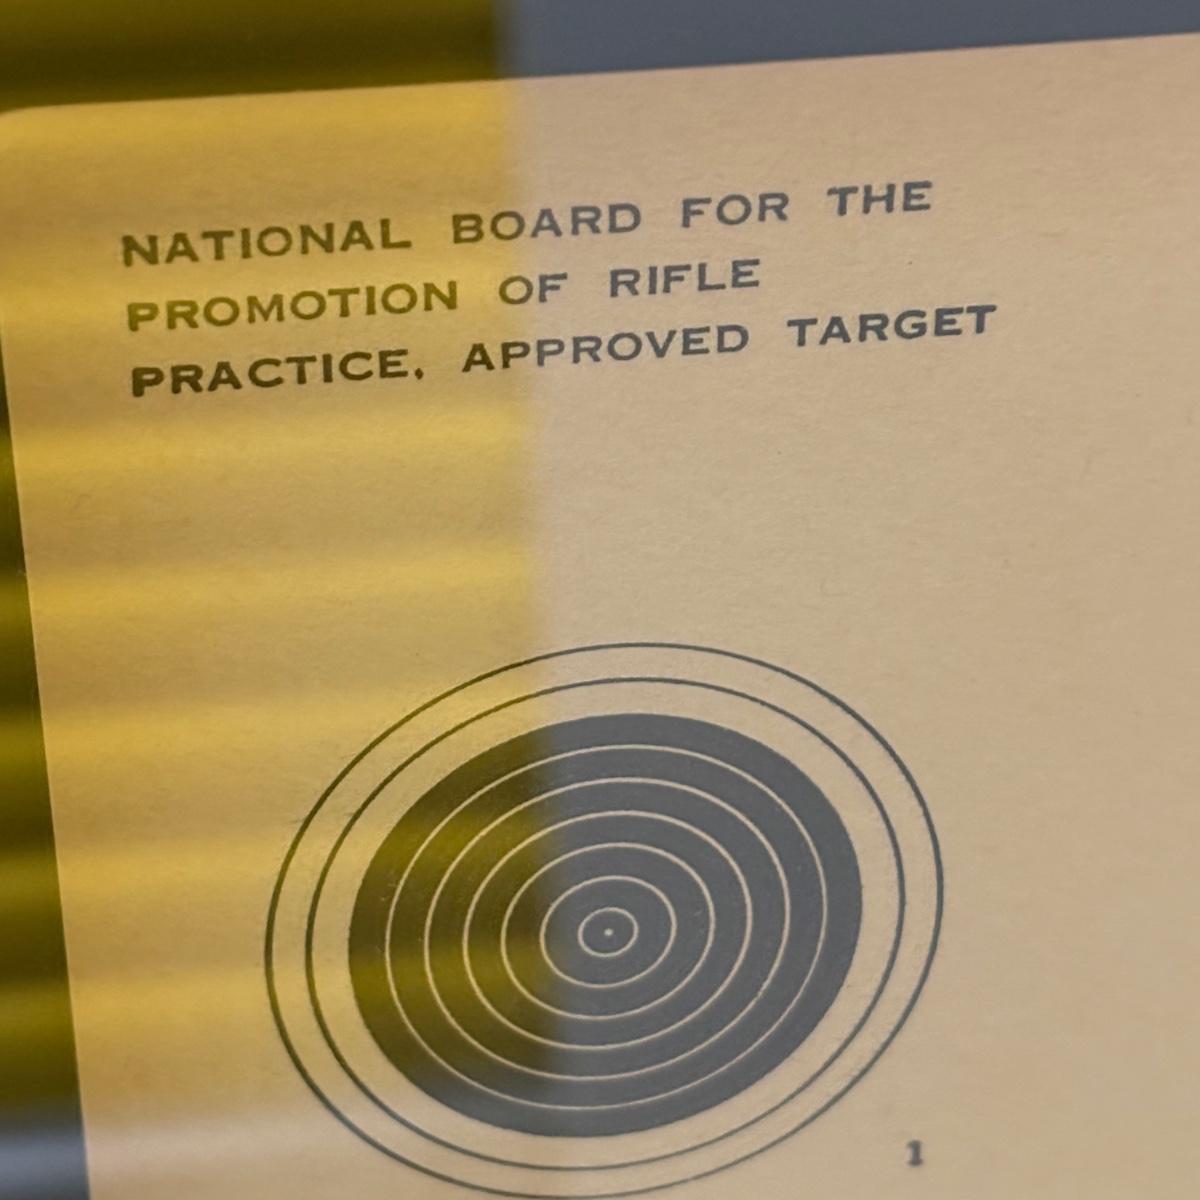 NATIONAL BOARD FOR THE
PROMOTION OF RIFLE
PRACTICE, APPROVED TARGET
1